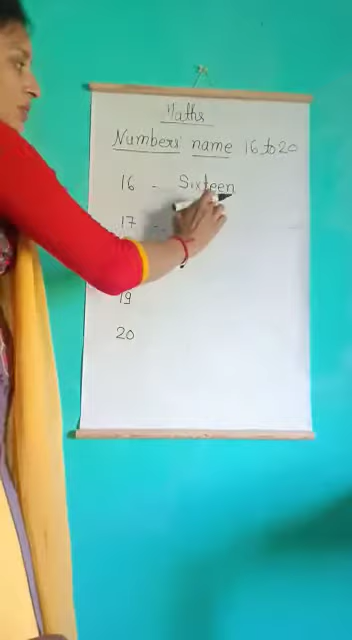 Maths
Numbers' name 16 to 20
16 - Sixteen
17 -
19
20